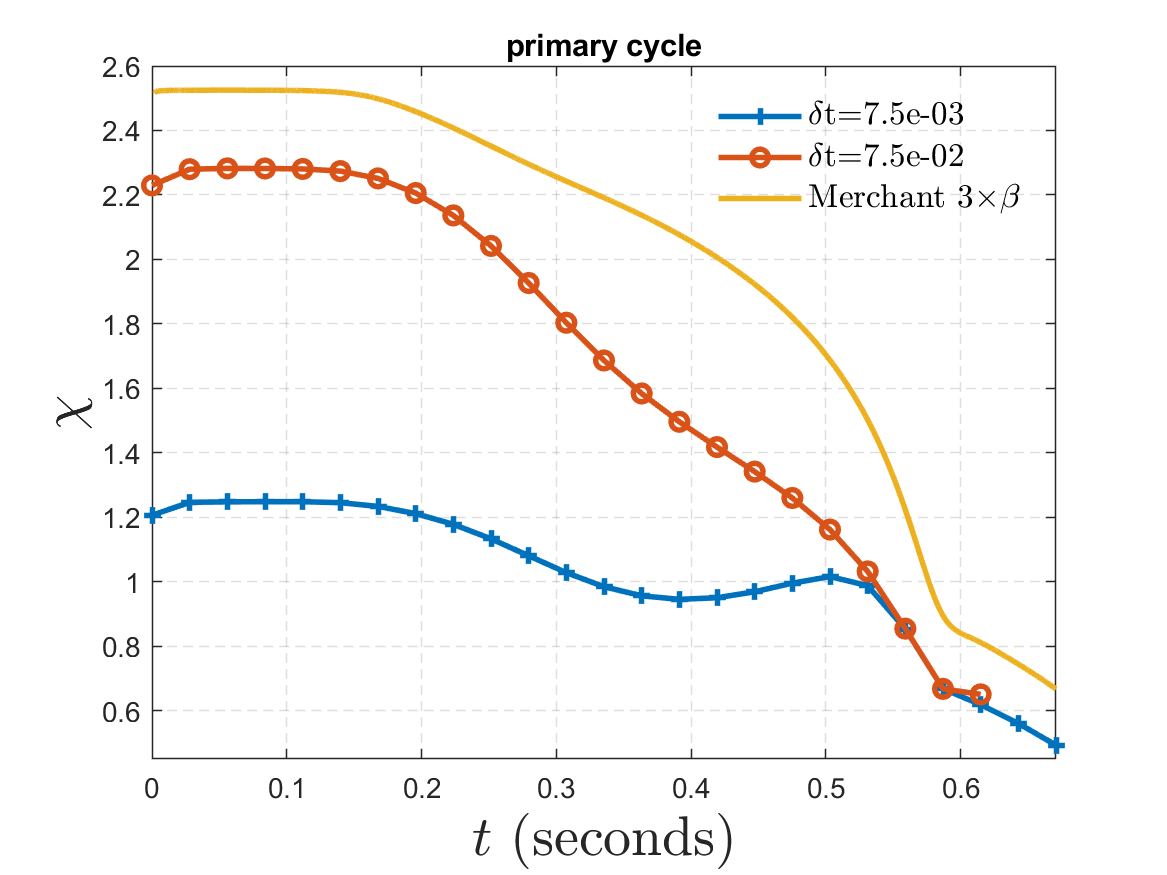 primary cycle
2.6
2.4
2.2
2
1.8
1.6
1.4
1.2
1
0.8
0.6
χ
δt=7.5e-03
δt=7.5e-02
Merchant 3×β
0 0.1 0.2 0.3 0.4 0.5 0.6
t (seconds)